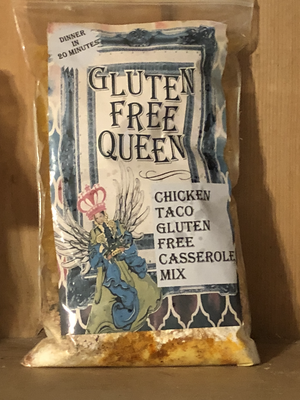 DINNER
IN
20 MINUTES
GLUTEN
FREE
QUEEN
CHICKEN
TACO
GLUTEN
FREE
CASSEROLE
MIX